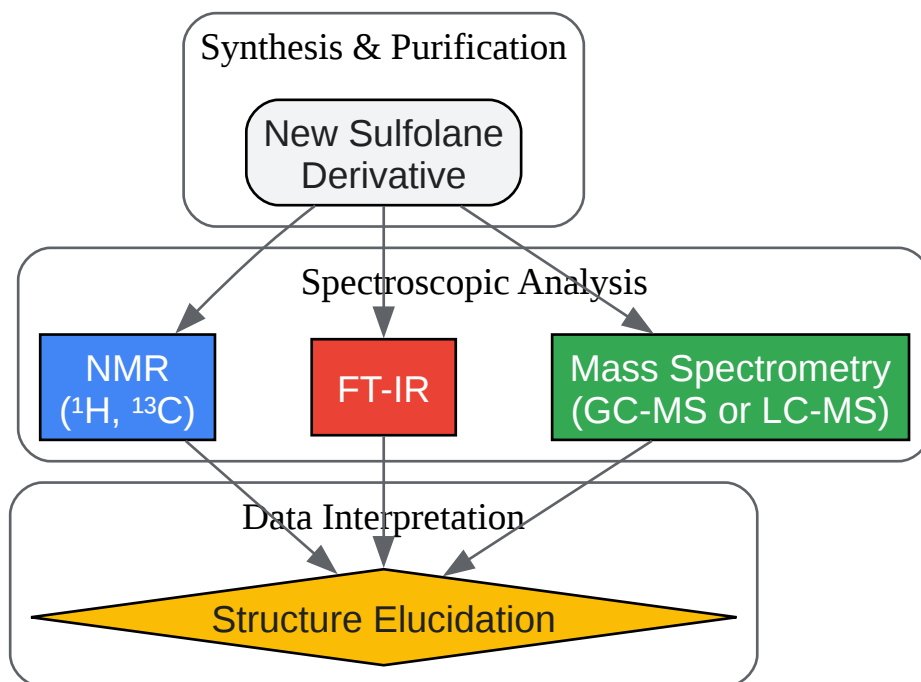 Synthesis & Purification
New Sulfolane
Derivative
Spectroscopic Analysis
NMR
(¹H, ¹³C)
FT-IR
Mass Spectrometry
(GC-MS or LC-MS)
Data Interpretation
Structure Elucidation